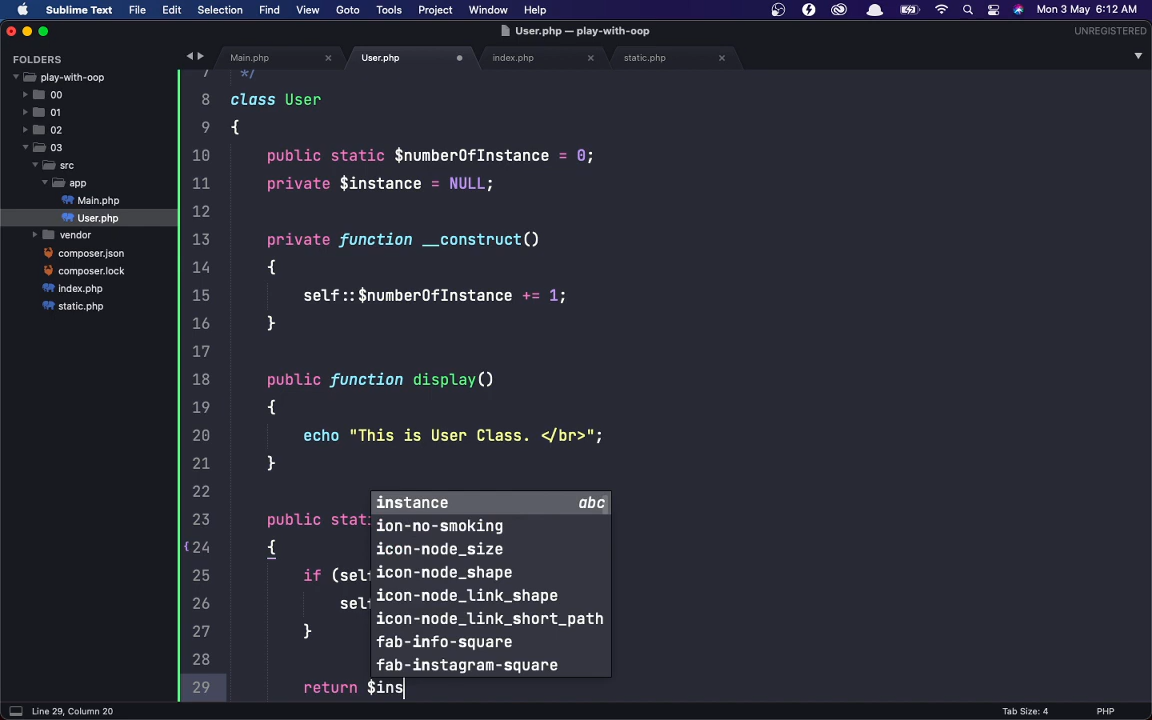 Sublime Text File Edit Selection Find View Goto Tools Project Window Help Mon 3 May 6:12 AM
User.php — play-with-oop UNREGISTERED
FOLDERS
play-with-oop
00
01
02
03
src
app
Main.php
User.php
vendor
composer.json
composer.lock
index.php
static.php
Main.php × User.php index.php × static.php ×
7 */
8 class User
9 {
10 public static $numberOfInstance = 0;
11 private $instance = NULL;
12
13 private function __construct()
14 {
15 self::$numberOfInstance += 1;
16 }
17
18 public function display()
19 {
20 echo "This is User Class. </br>";
21 }
22
23 public stati
24 {
25 if (self
26 self
27 }
28
29 return $ins
instance abc
ion-no-smoking
icon-node_size
icon-node_shape
icon-node_link_shape
icon-node_link_short_path
fab-info-square
fab-instagram-square
Line 29, Column 20 Tab Size: 4 PHP